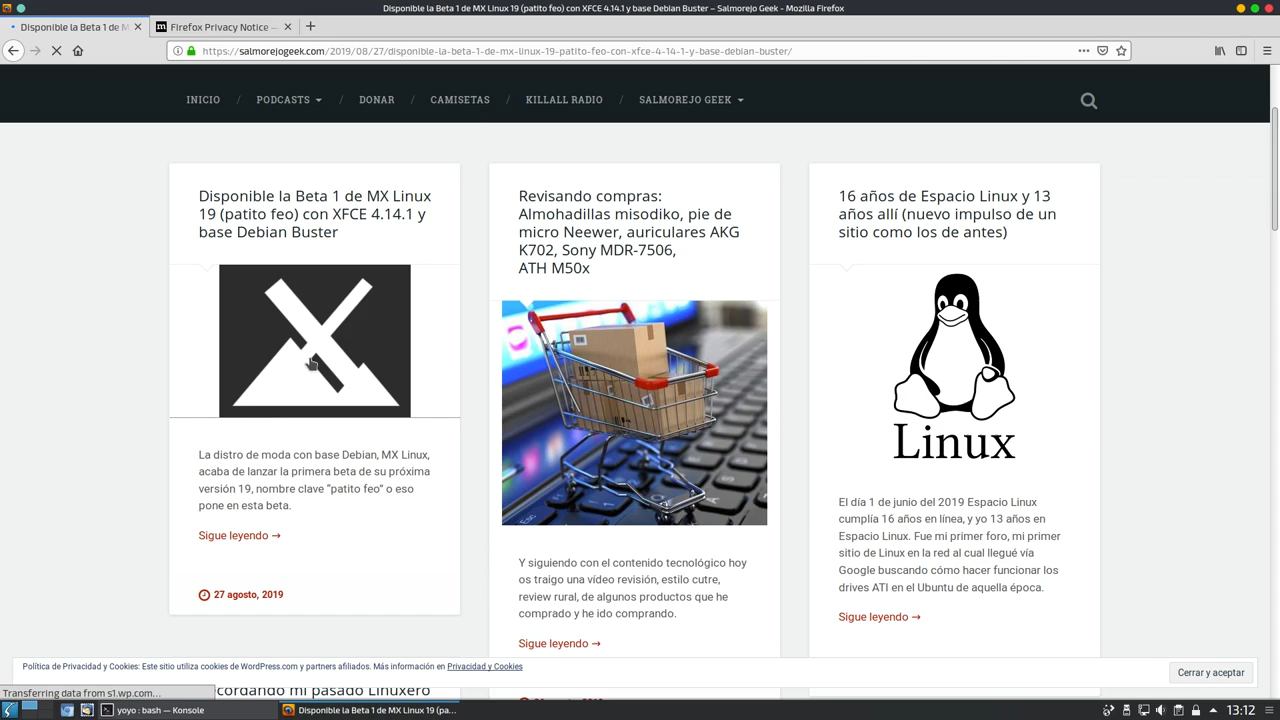 Disponible la Beta 1 de MX Linux 19 (patito feo) con XFCE 4.14.1 y base Debian Buster – Salmorejo Geek - Mozilla Firefox
Disponible la Beta 1 de M
Firefox Privacy Notice —
https://salmorejogeek.com/2019/08/27/disponible-la-beta-1-de-mx-linux-19-patito-feo-con-xfce-4-14-1-y-base-debian-buster/
INICIO / PODCASTS / DONAR / CAMISETAS / KILLALL RADIO / SALMOREJO GEEK
Disponible la Beta 1 de MX Linux
19 (patito feo) con XFCE 4.14.1 y
base Debian Buster
La distro de moda con base Debian, MX Linux,
acaba de lanzar la primera beta de su próxima
versión 19, nombre clave “patito feo” o eso
pone en esta beta.
Sigue leyendo →
27 agosto, 2019
Revisando compras:
Almohadillas misodiko, pie de
micro Neewer, auriculares AKG
K702, Sony MDR-7506,
ATH M50x
Y siguiendo con el contenido tecnológico hoy
os traigo una vídeo revisión, estilo cutre,
review rural, de algunos productos que he
comprado y he ido comprando.
Sigue leyendo →
16 años de Espacio Linux y 13
años allí (nuevo impulso de un
sitio como los de antes)
Linux
El día 1 de junio del 2019 Espacio Linux
cumplía 16 años en línea, y yo 13 años en
Espacio Linux. Fue mi primer foro, mi primer
sitio de Linux en la red al cual llegué vía
Google buscando cómo hacer funcionar los
drives ATI en el Ubuntu de aquella época.
Sigue leyendo →
Política de Privacidad y Cookies: Este sitio utiliza cookies de WordPress.com y partners afiliados. Más información en Privacidad y Cookies
Cerrar y aceptar
Transferring data from s1.wp.com...
cordando mi pasado Linuxero
yoyo : bash — Konsole
Disponible la Beta 1 de MX Linux 19 (pa...
13:12